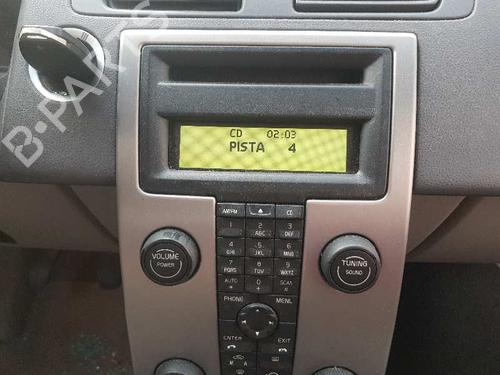 B-PARTS
CD 02:03
PISTA 4
AM/FM CD
1 2 ABC 3 DEF
4 GHI 5 JKL 6 MNO
7 PQRS 8 TUV 9 WXYZ
AUTO * 0 + SCAN #
VOLUME
POWER
TUNING
SOUND
PHONE MENU
ENTER EXIT
M A